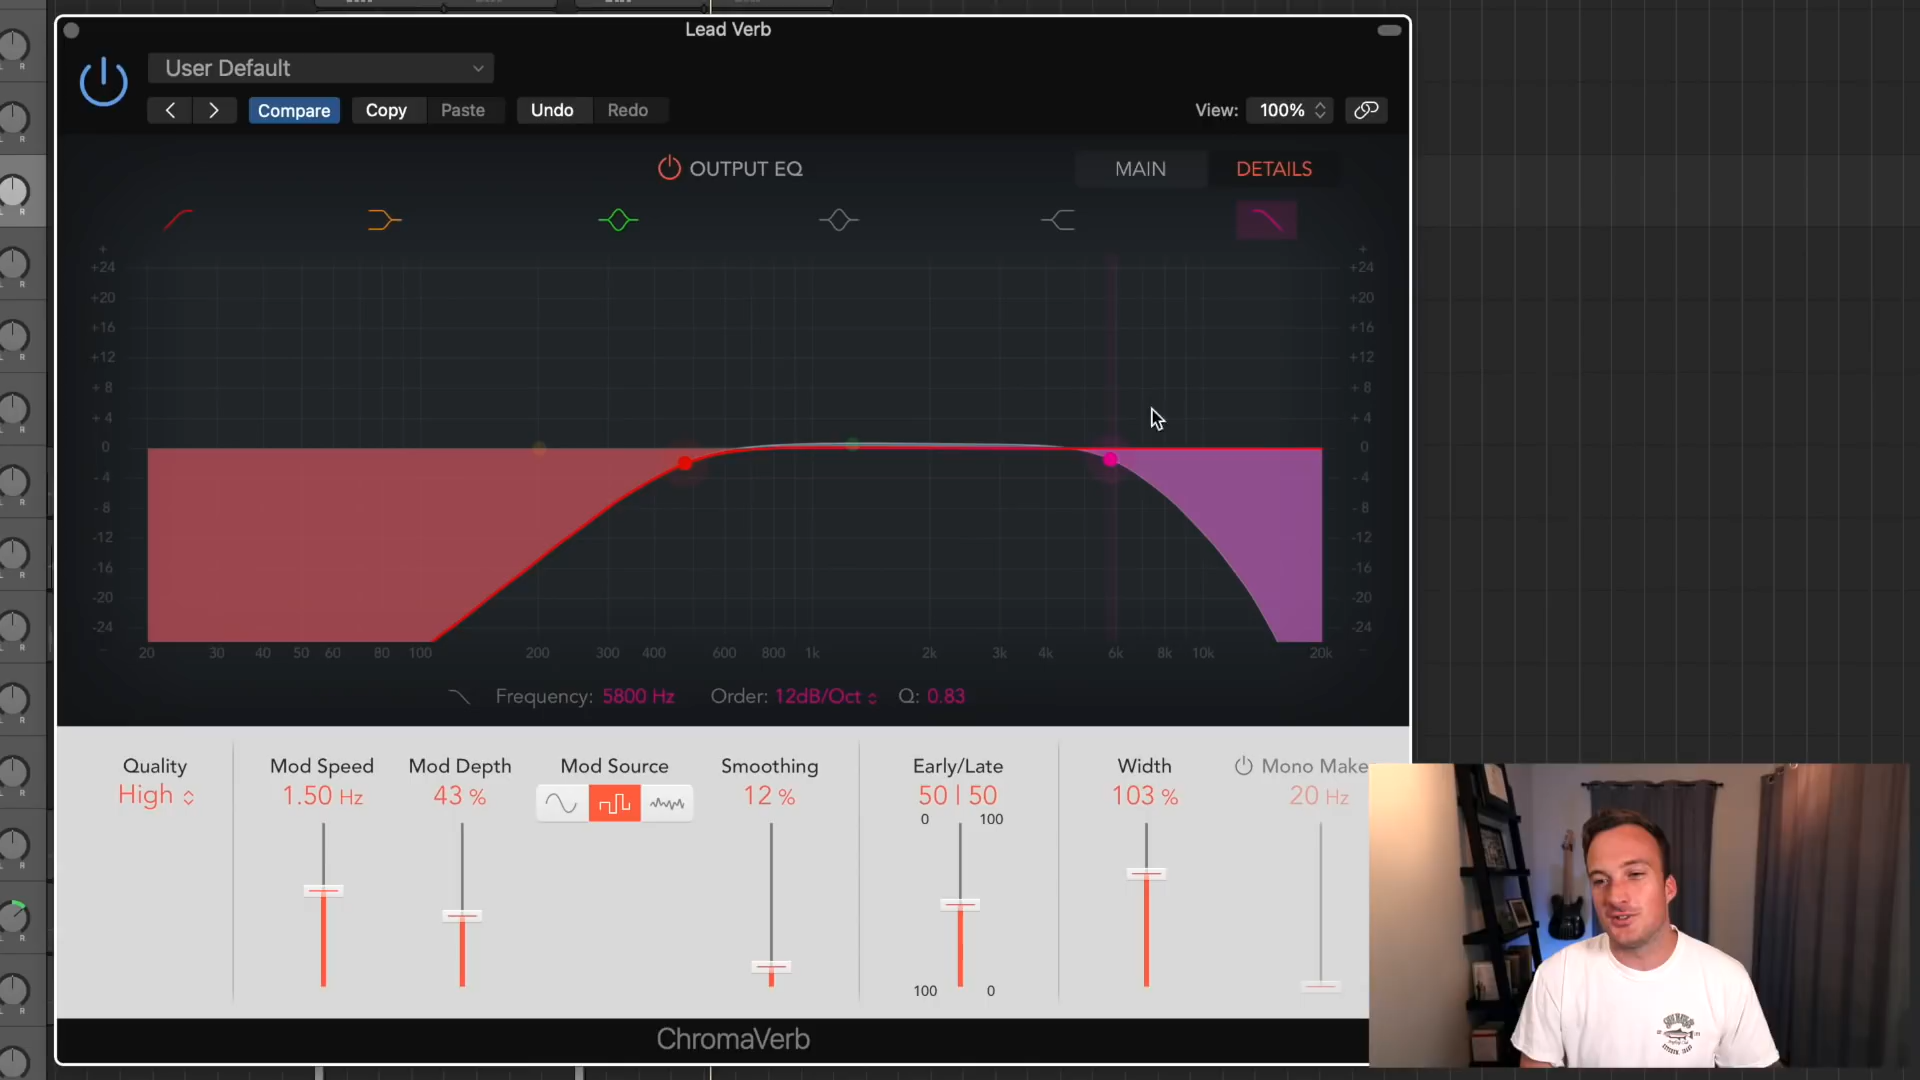 Lead Verb
User Default
Compare Copy Paste Undo Redo View: 100%
OUTPUT EQ MAIN DETAILS
+ +
+24 +24
+20 +20
+16 +16
+12 +12
+ 8 + 8
+ 4 + 4
0 0
- 4 - 4
- 8 - 8
-12 -12
-16 -16
-20 -20
-24 -24
20 30 40 50 60 80 100 200 300 400 600 800 1k 2k 3k 4k 6k 8k 10k 20k
Frequency: 5800 Hz Order: 12dB/Oct Q: 0.83
Quality Mod Speed Mod Depth Mod Source Smoothing Early/Late Width Mono Make
High 1.50 Hz 43 % 12 % 50 | 50 103 % 20 Hz
0 100
100 0
ChromaVerb